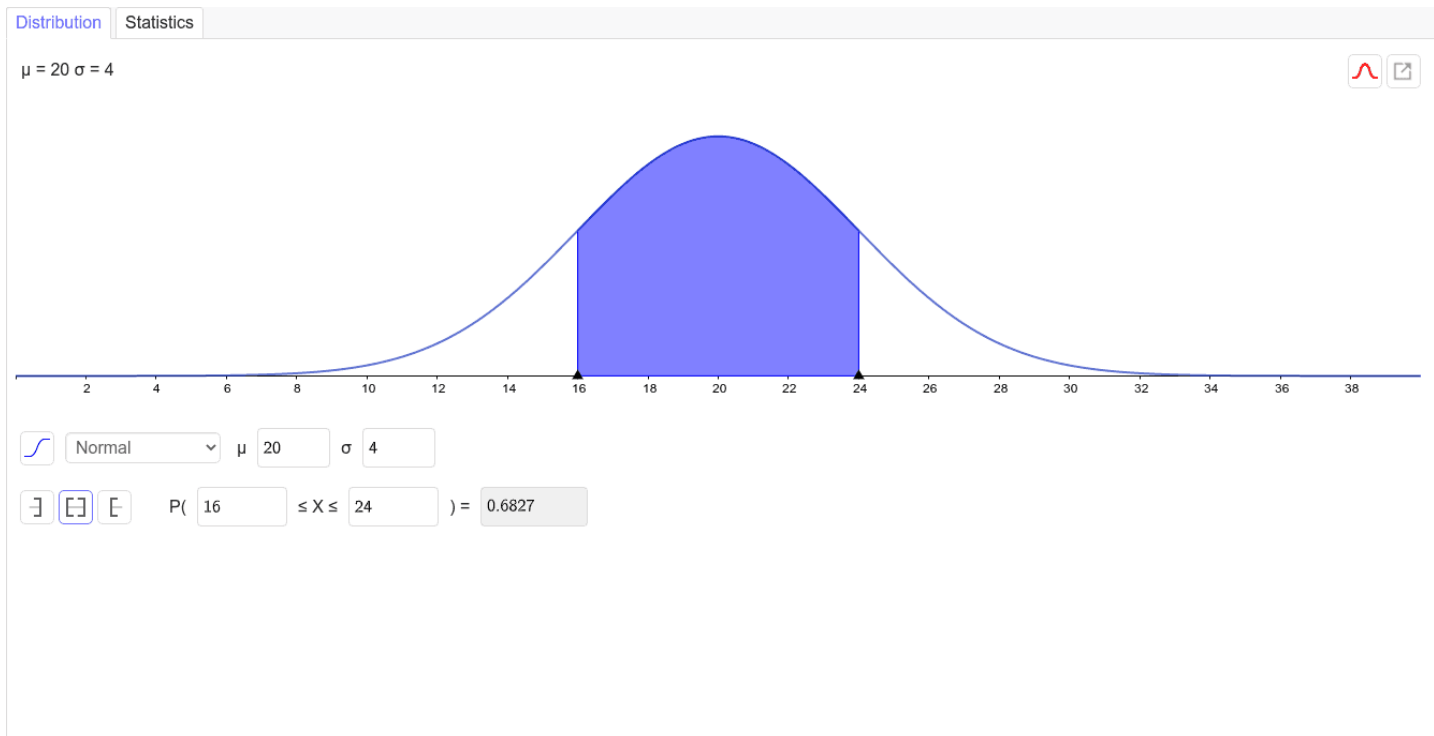 Distribution Statistics
μ = 20 σ = 4
2 4 6 8 10 12 14 16 18 20 22 24 26 28 30 32 34 36 38
Normal μ 20 σ 4
P( 16 ≤ X ≤ 24 ) = 0.6827